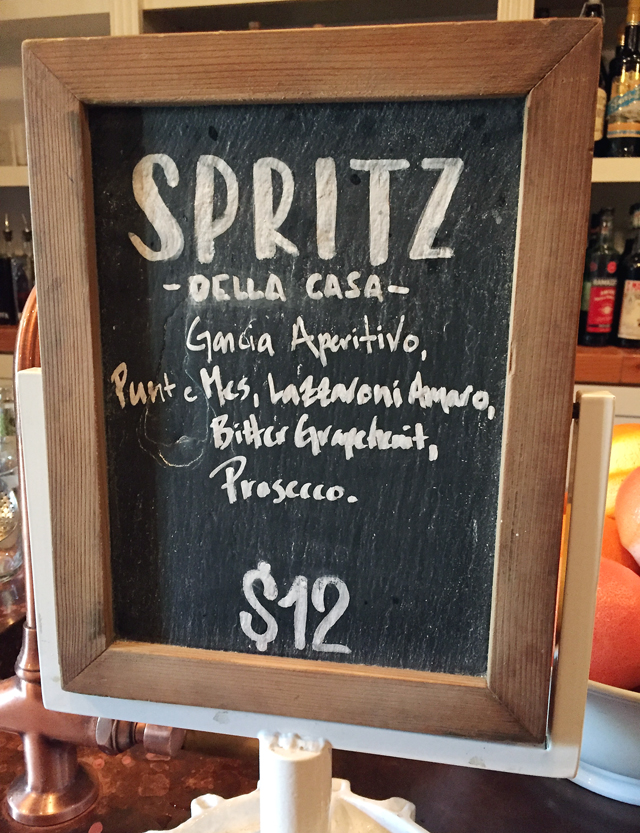 SPRITZ
-DELLA CASA-
Gancia Aperitivo,
Punt e Mes, Lazzaroni Amaro,
Bitter Grapefruit,
Prosecco.
$12